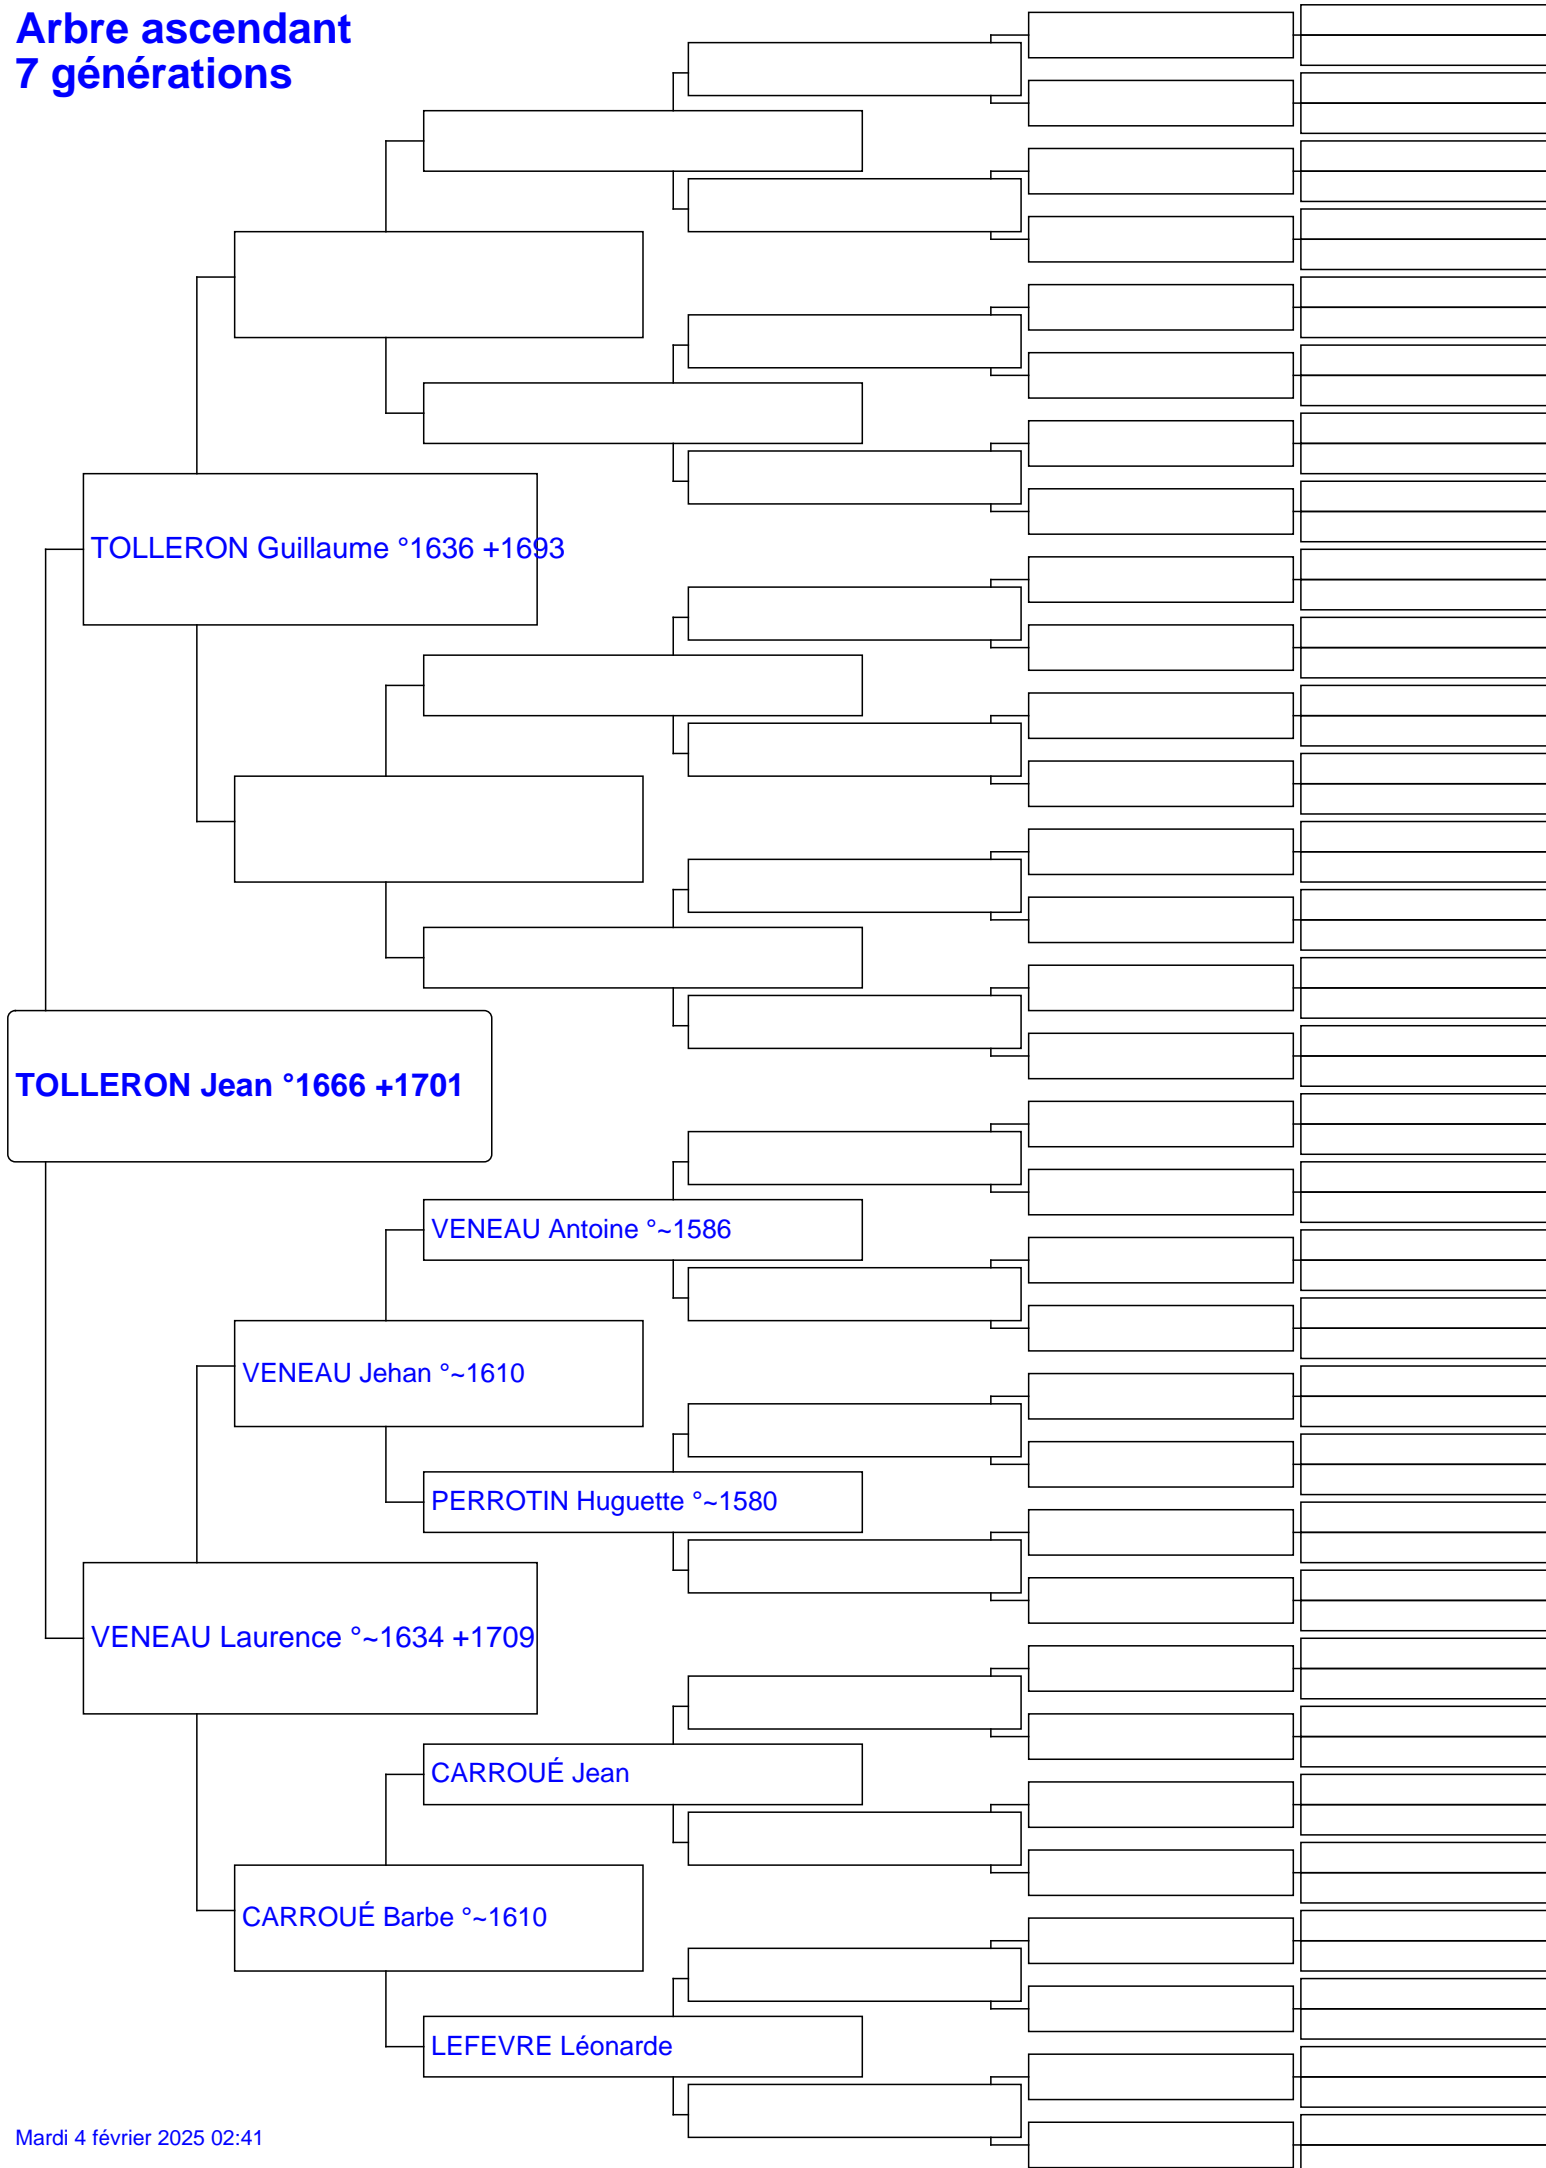 Arbre ascendant
7 générations
TOLLERON Guillaume °1636 +1693
TOLLERON Jean °1666 +1701
VENEAU Antoine °~1586
VENEAU Jehan °~1610
PERROTIN Huguette °~1580
VENEAU Laurence °~1634 +1709
CARROUÉ Jean
CARROUÉ Barbe °~1610
LEFEVRE Léonarde
Mardi 4 février 2025 02:41